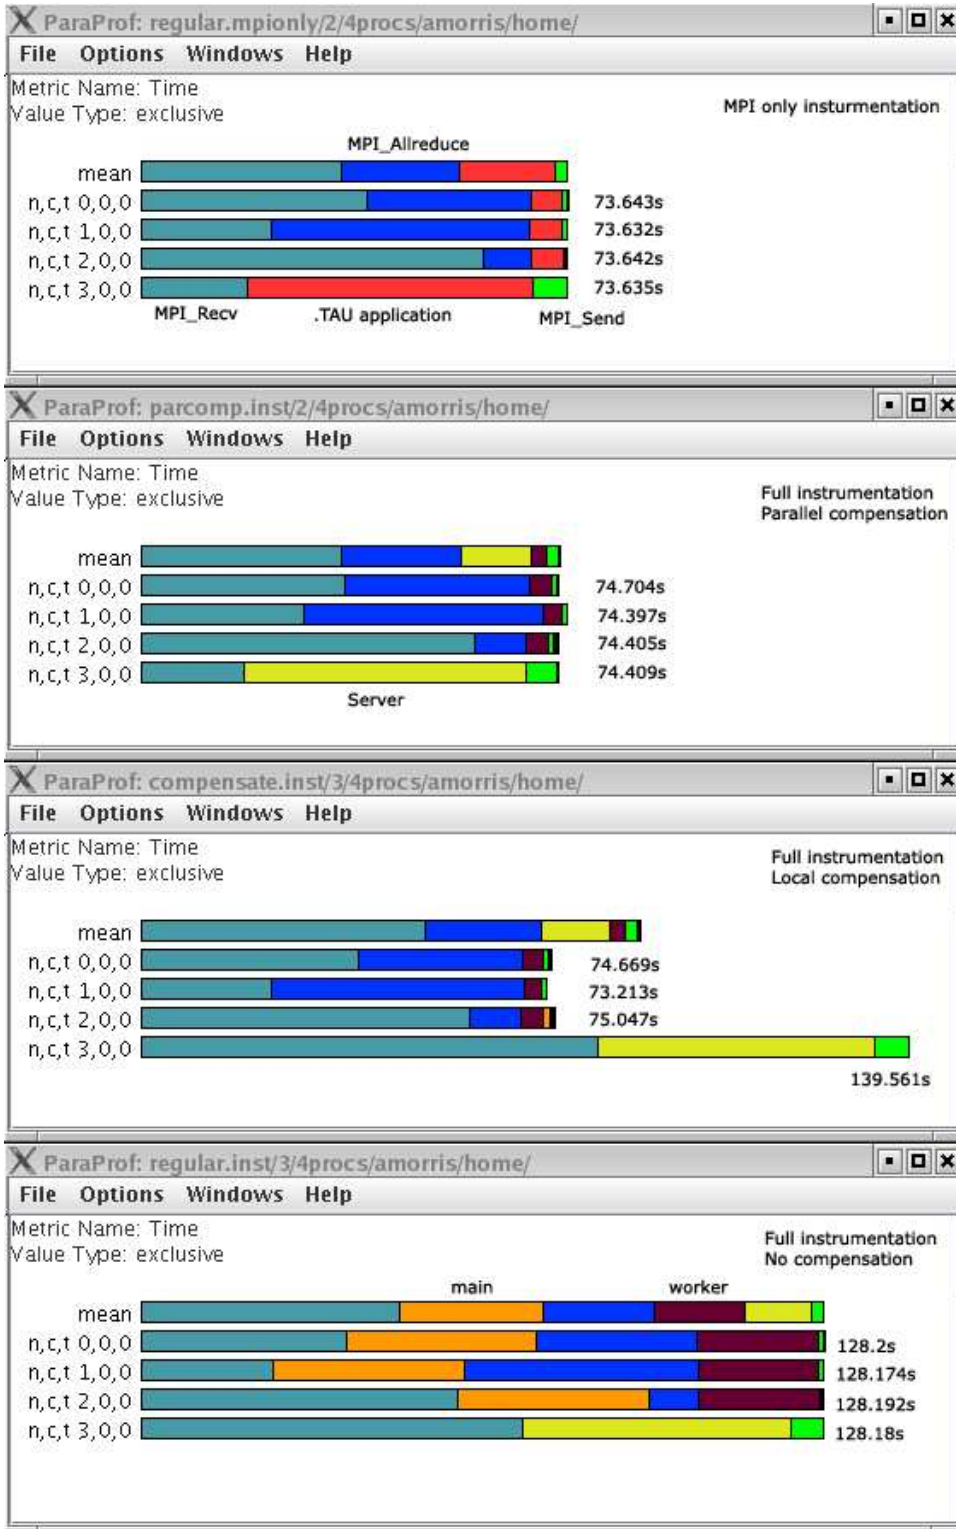 ParaProf: regular.mpionly/2/4procs/amorris/home/
File Options Windows Help
Metric Name: Time
Value Type: exclusive
MPI only insturmentation
MPI_Allreduce
mean
n,c,t 0,0,0 73.643s
n,c,t 1,0,0 73.632s
n,c,t 2,0,0 73.642s
n,c,t 3,0,0 73.635s
MPI_Recv .TAU application MPI_Send
ParaProf: parcomp.inst/2/4procs/amorris/home/
File Options Windows Help
Metric Name: Time
Value Type: exclusive
Full instrumentation
Parallel compensation
mean
n,c,t 0,0,0 74.704s
n,c,t 1,0,0 74.397s
n,c,t 2,0,0 74.405s
n,c,t 3,0,0 74.409s
Server
ParaProf: compensate.inst/3/4procs/amorris/home/
File Options Windows Help
Metric Name: Time
Value Type: exclusive
Full instrumentation
Local compensation
mean
n,c,t 0,0,0 74.669s
n,c,t 1,0,0 73.213s
n,c,t 2,0,0 75.047s
n,c,t 3,0,0
139.561s
ParaProf: regular.inst/3/4procs/amorris/home/
File Options Windows Help
Metric Name: Time
Value Type: exclusive
Full instrumentation
No compensation
main worker
mean
n,c,t 0,0,0 128.2s
n,c,t 1,0,0 128.174s
n,c,t 2,0,0 128.192s
n,c,t 3,0,0 128.18s